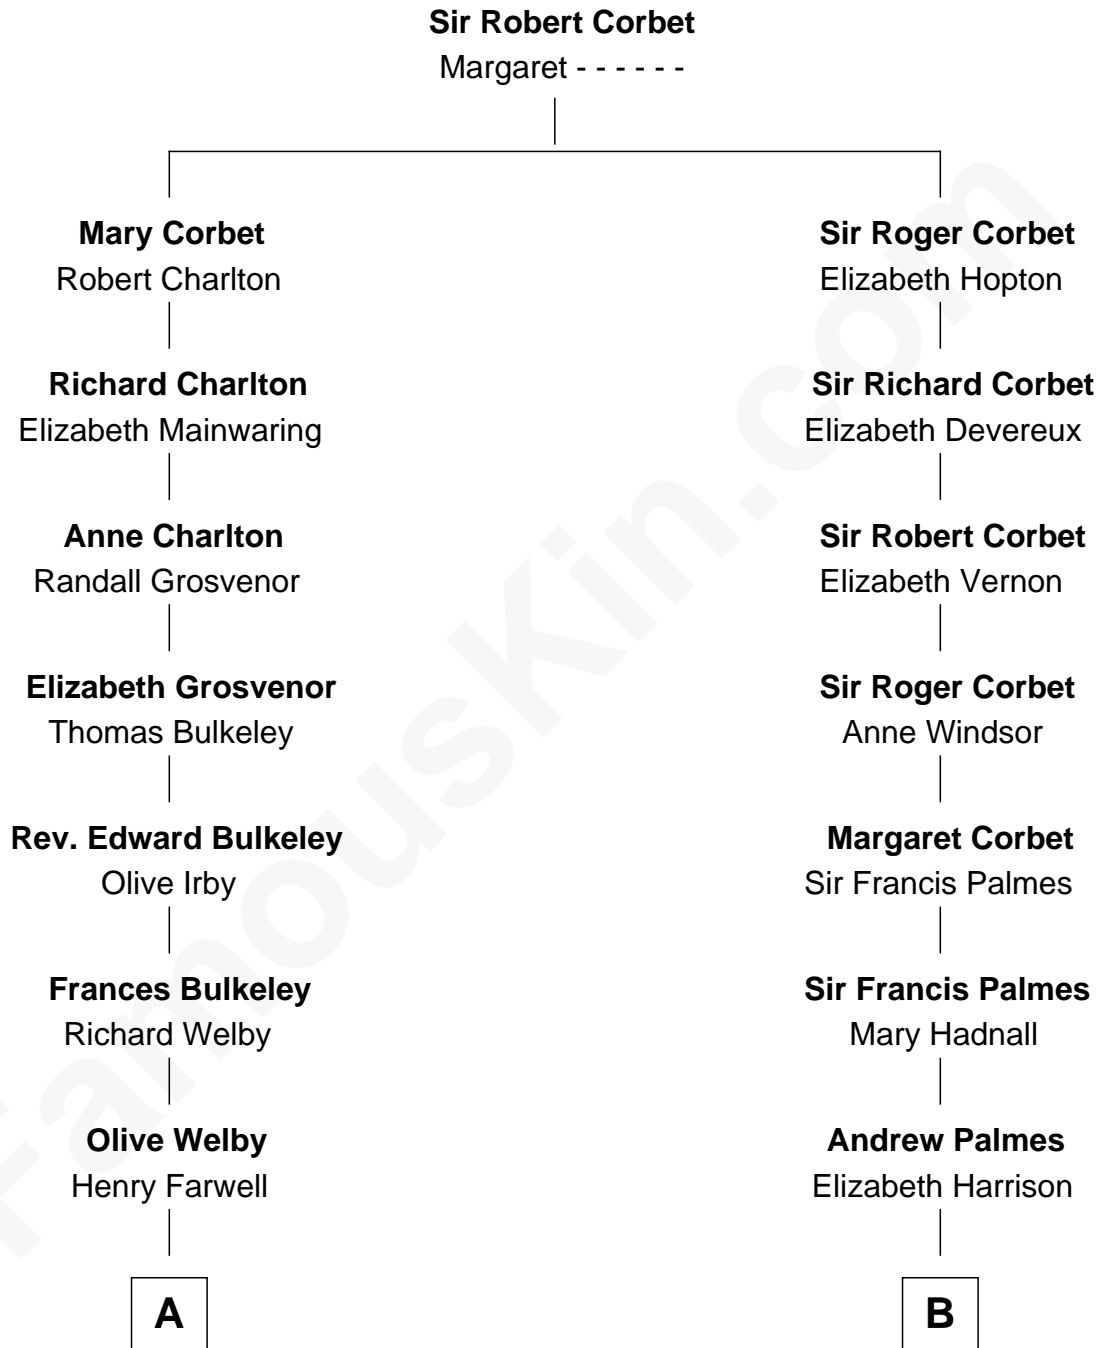 Sir Robert Corbet
Margaret - - - - - -
Mary Corbet
Robert Charlton
Richard Charlton
Elizabeth Mainwaring
Anne Charlton
Randall Grosvenor
Elizabeth Grosvenor
Thomas Bulkeley
Rev. Edward Bulkeley
Olive Irby
Frances Bulkeley
Richard Welby
Olive Welby
Henry Farwell
A
Sir Roger Corbet
Elizabeth Hopton
Sir Richard Corbet
Elizabeth Devereux
Sir Robert Corbet
Elizabeth Vernon
Sir Roger Corbet
Anne Windsor
Margaret Corbet
Sir Francis Palmes
Sir Francis Palmes
Mary Hadnall
Andrew Palmes
Elizabeth Harrison
B
FamousKin.com